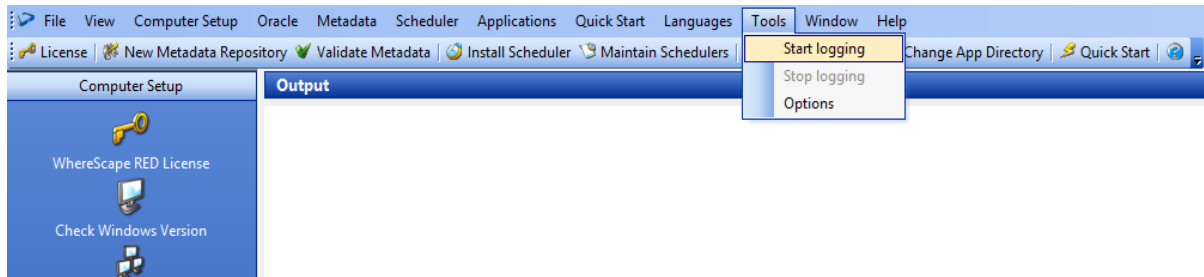 File View Computer Setup Oracle Metadata Scheduler Applications Quick Start Languages Tools Window Help
License New Metadata Repository Validate Metadata Install Scheduler Maintain Schedulers Change App Directory Quick Start
Start logging
Stop logging
Options
Computer Setup
Output
WhereScape RED License
Check Windows Version